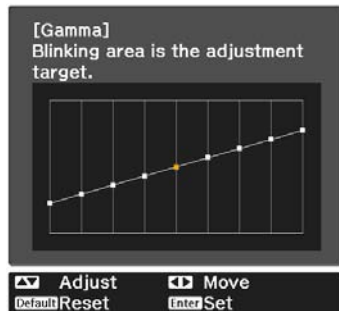 [Gamma]
Blinking area is the adjustment
target.
Adjust Move
Default Reset Enter Set